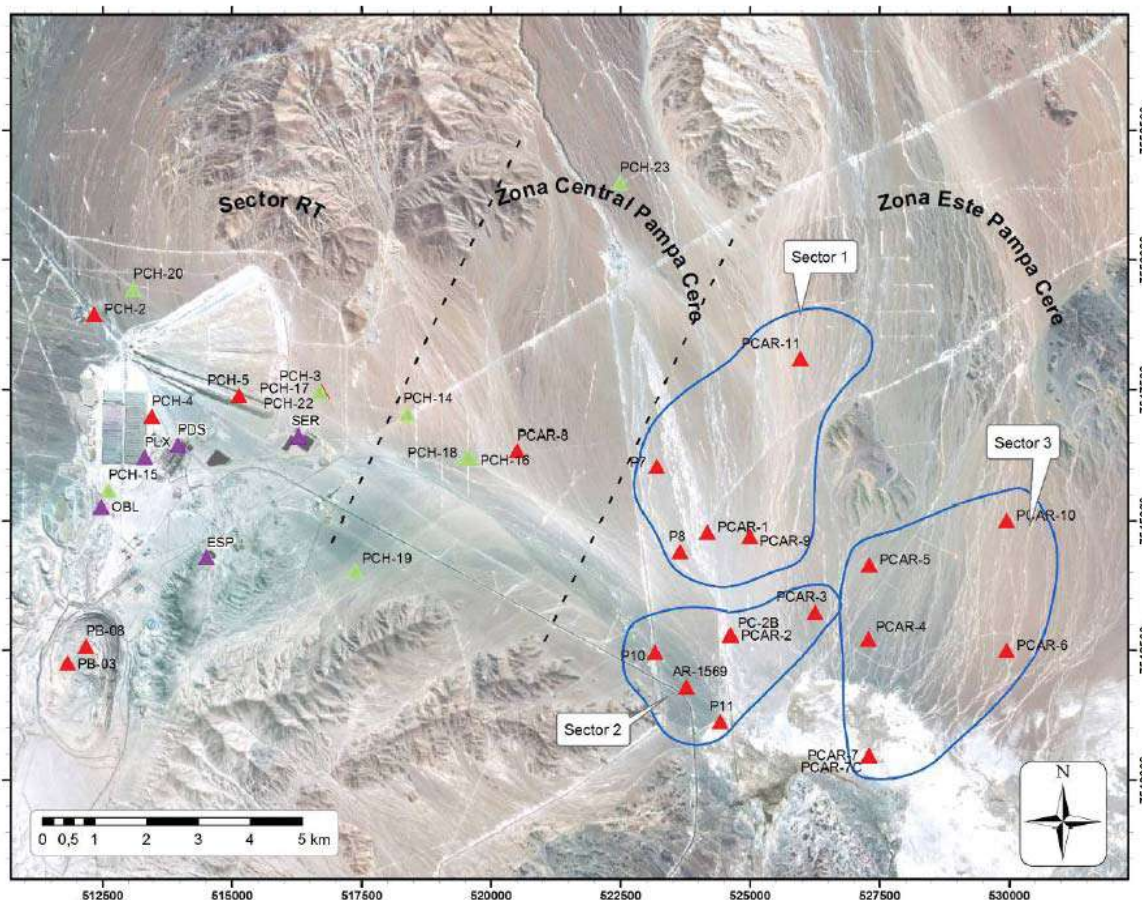 PCH-23
Sector RT
Zona Central Pampa Cere
Zona Este Pampa Cere
Sector 1
PCH-20
PCH-2
PCAR-11
PCH-3
PCH-5
PCH-17
PCH-22
PCH-4
PCH-14
SER
PDS
PLX
PCAR-8
PCH-18
PCH-16
P7
Sector 3
PCH-15
OBL
PCAR-10
PCAR-1
PCAR-9
P8
ESP
PCH-19
PCAR-5
PCAR-3
PC-2B
PCAR-2
PCAR-4
PB-08
PB-03
P10
PCAR-6
AR-1569
P11
Sector 2
PCAR-7
PCAR-7C
N
0 0,5 1 2 3 4 5 km
512500 515000 517500 520000 522500 525000 527500 530000